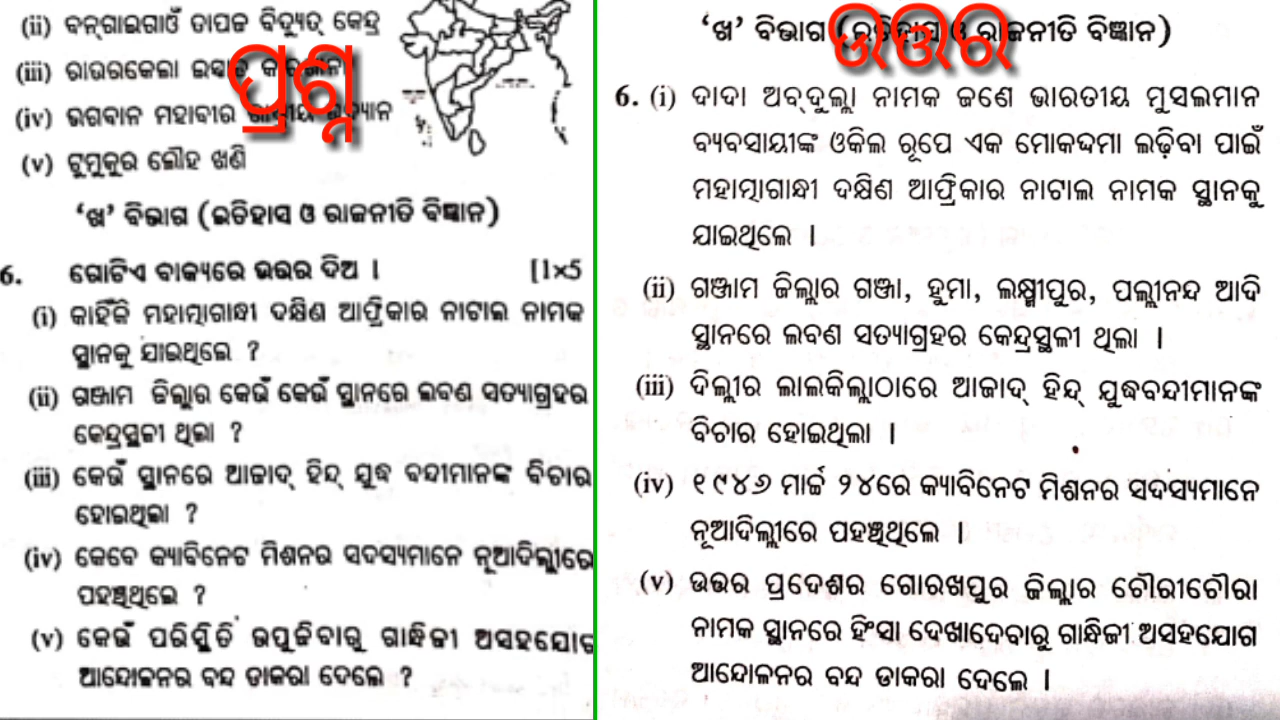 (ii) ବନ୍‌ଗାଇଗାଓଁ ତାପଜ ବିଦ୍ୟୁତ୍ କେନ୍ଦ୍ର
(iii) ରାଉରକେଲା ଇସ୍ପାତ
(iv) ଭଗବାନ ମହାବୀର
(v) ଟୁମୁକୁର ଲୌହ ଖଣି
ପ୍ରଶ୍ନ
‘ଖ’ ବିଭାଗ (ଇତିହାସ ଓ ରାଜନୀତି ବିଜ୍ଞାନ)
6. ଗୋଟିଏ ବାକ୍ୟରେ ଉତ୍ତର ଦିଅ । [1×5
(i) କାହିଁକି ମହାତ୍ମାଗାନ୍ଧୀ ଦକ୍ଷିଣ ଆଫ୍ରିକାର ନାଟାଲ ନାମକ
ସ୍ଥାନକୁ ଯାଇଥିଲେ ?
(ii) ଗଞ୍ଜାମ ଜିଲ୍ଲାର କେଉଁ କେଉଁ ସ୍ଥାନରେ ଲବଣ ସତ୍ୟାଗ୍ରହର
କେନ୍ଦ୍ରସ୍ଥଳୀ ଥିଲା ?
(iii) କେଉଁ ସ୍ଥାନରେ ଆଜାଦ୍ ହିନ୍ଦ୍ ଯୁଦ୍ଧ ବନ୍ଦୀମାନଙ୍କ ବିଚାର
ହୋଇଥିଲା ?
(iv) କେବେ କ୍ୟାବିନେଟ ମିଶନର ସଦସ୍ୟମାନେ ନୂଆଦିଲ୍ଲୀରେ
ପହଞ୍ଚିଥିଲେ ?
(v) କେଉଁ ପରିସ୍ଥିତି ଉପୁଜିବାରୁ ଗାନ୍ଧିଜୀ ଅସହଯୋଗ
ଆନ୍ଦୋଳନର ବନ୍ଦ ଡାକରା ଦେଲେ ?
‘ଖ’ ବିଭାଗ (ଇତିହାସ ଓ ରାଜନୀତି ବିଜ୍ଞାନ)
ଉତ୍ତର
6. (i) ଦାଦା ଅବ୍‌ଦୁଲ୍ଲା ନାମକ ଜଣେ ଭାରତୀୟ ମୁସଲମାନ
ବ୍ୟବସାୟୀଙ୍କ ଓକିଲ ରୂପେ ଏକ ମୋକଦ୍ଦମା ଲଢ଼ିବା ପାଇଁ
ମହାତ୍ମାଗାନ୍ଧୀ ଦକ୍ଷିଣ ଆଫ୍ରିକାର ନାଟାଲ ନାମକ ସ୍ଥାନକୁ
ଯାଇଥିଲେ ।
(ii) ଗଞ୍ଜାମ ଜିଲ୍ଲାର ଗଞ୍ଜା, ହୁମା, ଲକ୍ଷ୍ମୀପୁର, ପଲ୍ଲୀନନ୍ଦ ଆଦି
ସ୍ଥାନରେ ଲବଣ ସତ୍ୟାଗ୍ରହର କେନ୍ଦ୍ରସ୍ଥଳୀ ଥିଲା ।
(iii) ଦିଲ୍ଲୀର ଲାଲକିଲ୍ଲାଠାରେ ଆଜାଦ୍ ହିନ୍ଦ୍ ଯୁଦ୍ଧବନ୍ଦୀମାନଙ୍କ
ବିଚାର ହୋଇଥିଲା ।
(iv) ୧୯୪୬ ମାର୍ଚ୍ଚ ୨୪ରେ କ୍ୟାବିନେଟ ମିଶନର ସଦସ୍ୟମାନେ
ନୂଆଦିଲ୍ଲୀରେ ପହଞ୍ଚିଥିଲେ ।
(v) ଉତ୍ତର ପ୍ରଦେଶର ଗୋରଖପୁର ଜିଲ୍ଲାର ଚୌରୀଚୌରା
ନାମକ ସ୍ଥାନରେ ହିଂସା ଦେଖାଦେବାରୁ ଗାନ୍ଧିଜୀ ଅସହଯୋଗ
ଆନ୍ଦୋଳନର ବନ୍ଦ ଡାକରା ଦେଲେ ।